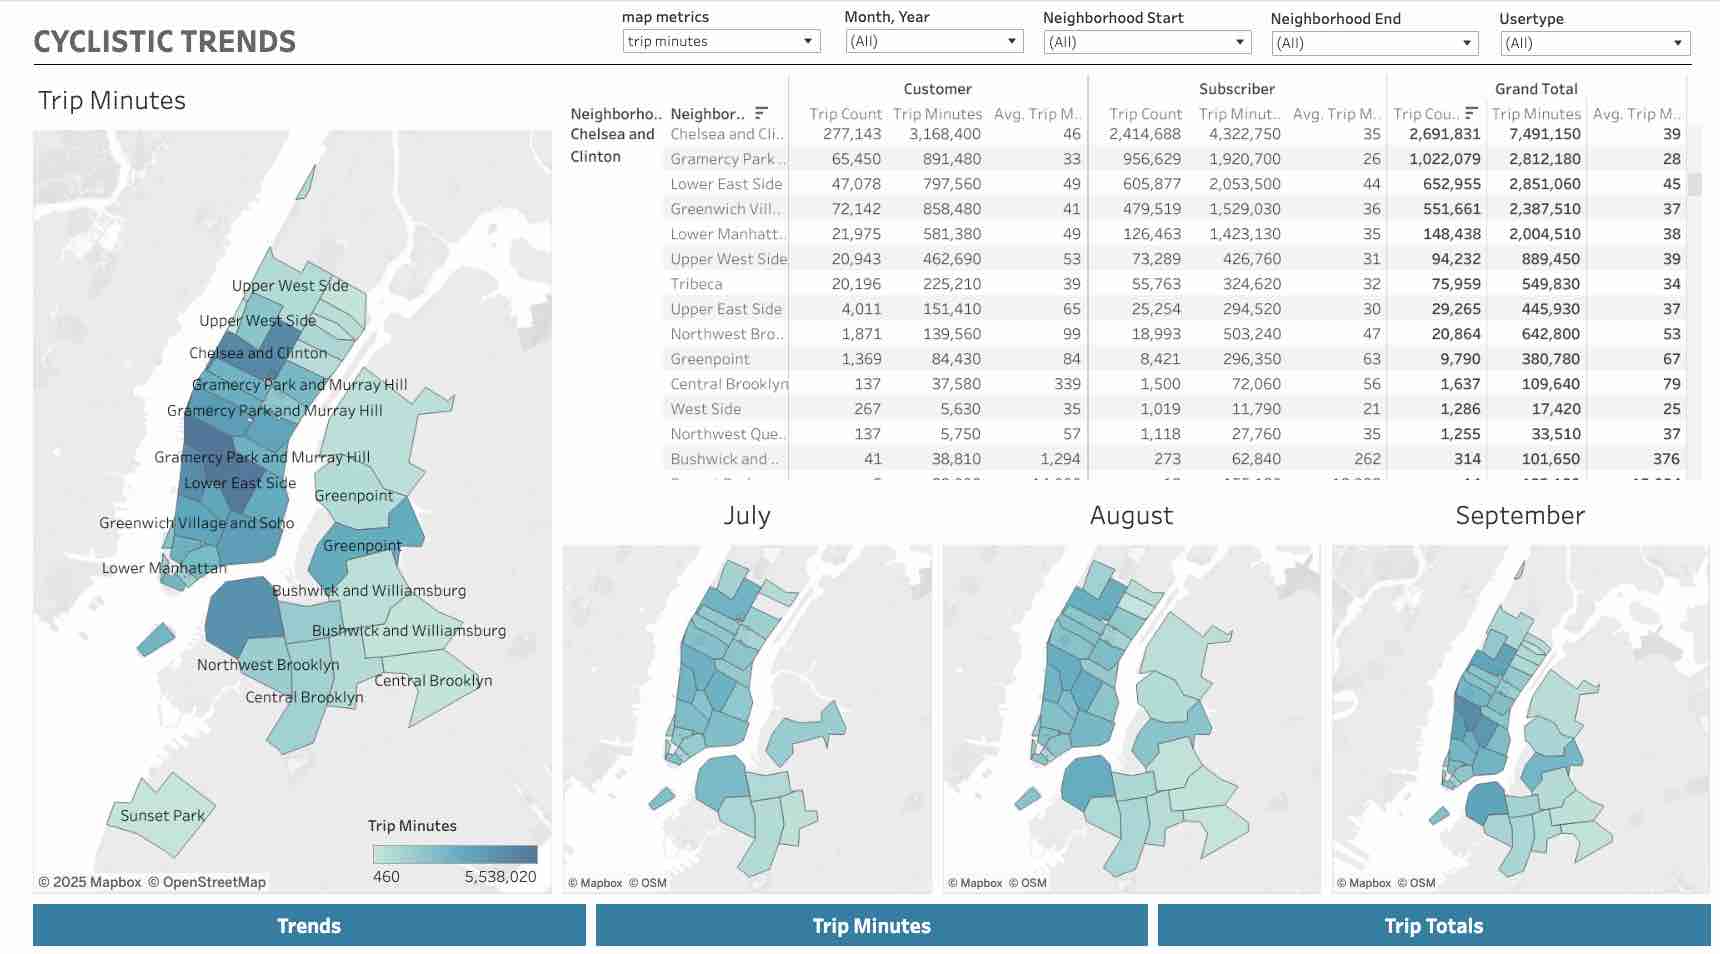 CYCLISTIC TRENDS
map metrics
trip minutes
Month, Year
(All)
Neighborhood Start
(All)
Neighborhood End
(All)
Usertype
(All)
Trip Minutes
Upper West Side
Upper West Side
Chelsea and Clinton
Gramercy Park and Murray Hill
Gramercy Park and Murray Hill
Gramercy Park and Murray Hill
Lower East Side
Greenpoint
Greenwich Village and Soho
Greenpoint
Lower Manhattan
Bushwick and Williamsburg
Bushwick and Williamsburg
Northwest Brooklyn
Central Brooklyn
Central Brooklyn
Sunset Park
Trip Minutes
460 5,538,020
© 2025 Mapbox © OpenStreetMap
Customer Subscriber Grand Total
Neighborho.. Neighbor.. Trip Count Trip Minutes Avg. Trip M.. Trip Count Trip Minut.. Avg. Trip M.. Trip Cou.. Trip Minutes Avg. Trip M..
Chelsea and Clinton
Chelsea and Cli.. 277,143 3,168,400 46 2,414,688 4,322,750 35 2,691,831 7,491,150 39
Gramercy Park .. 65,450 891,480 33 956,629 1,920,700 26 1,022,079 2,812,180 28
Lower East Side 47,078 797,560 49 605,877 2,053,500 44 652,955 2,851,060 45
Greenwich Vill.. 72,142 858,480 41 479,519 1,529,030 36 551,661 2,387,510 37
Lower Manhatt.. 21,975 581,380 49 126,463 1,423,130 35 148,438 2,004,510 38
Upper West Side 20,943 462,690 53 73,289 426,760 31 94,232 889,450 39
Tribeca 20,196 225,210 39 55,763 324,620 32 75,959 549,830 34
Upper East Side 4,011 151,410 65 25,254 294,520 30 29,265 445,930 37
Northwest Bro.. 1,871 139,560 99 18,993 503,240 47 20,864 642,800 53
Greenpoint 1,369 84,430 84 8,421 296,350 63 9,790 380,780 67
Central Brooklyn 137 37,580 339 1,500 72,060 56 1,637 109,640 79
West Side 267 5,630 35 1,019 11,790 21 1,286 17,420 25
Northwest Que.. 137 5,750 57 1,118 27,760 35 1,255 33,510 37
Bushwick and .. 41 38,810 1,294 273 62,840 262 314 101,650 376
July
August
September
© Mapbox © OSM
© Mapbox © OSM
© Mapbox © OSM
Trends
Trip Minutes
Trip Totals